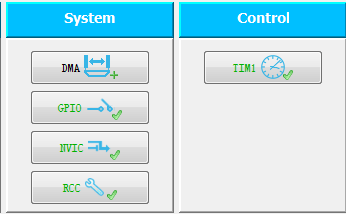 System
Control
DMA
TIM1
GPIO
NVIC
RCC